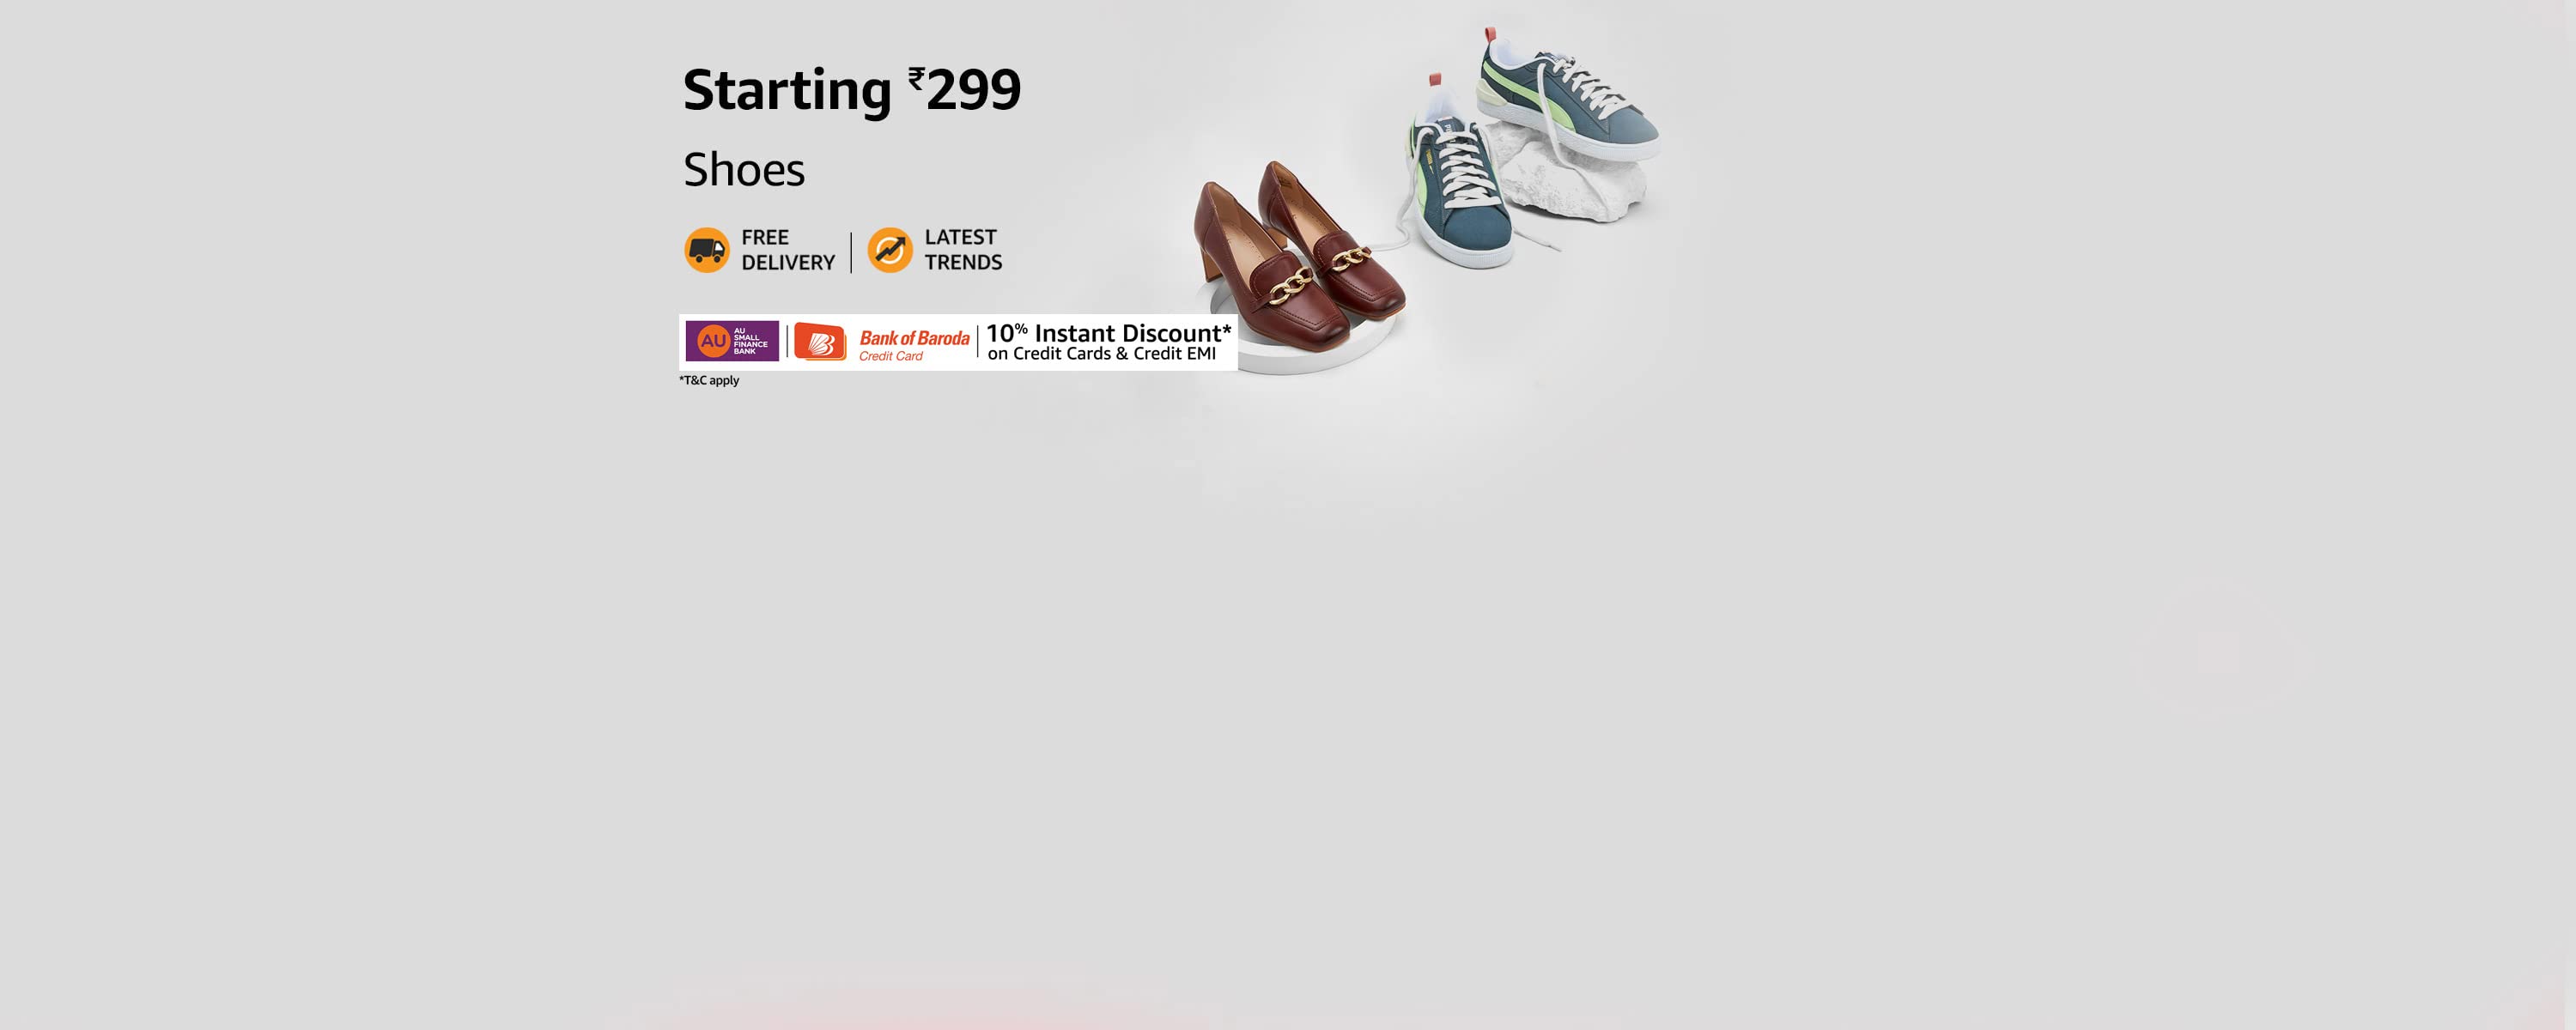 Starting ₹299
Shoes
FREE
DELIVERY
LATEST
TRENDS
AU
AU
SMALL
FINANCE
BANK
Bank of Baroda
Credit Card
10% Instant Discount*
on Credit Cards & Credit EMI
*T&C apply